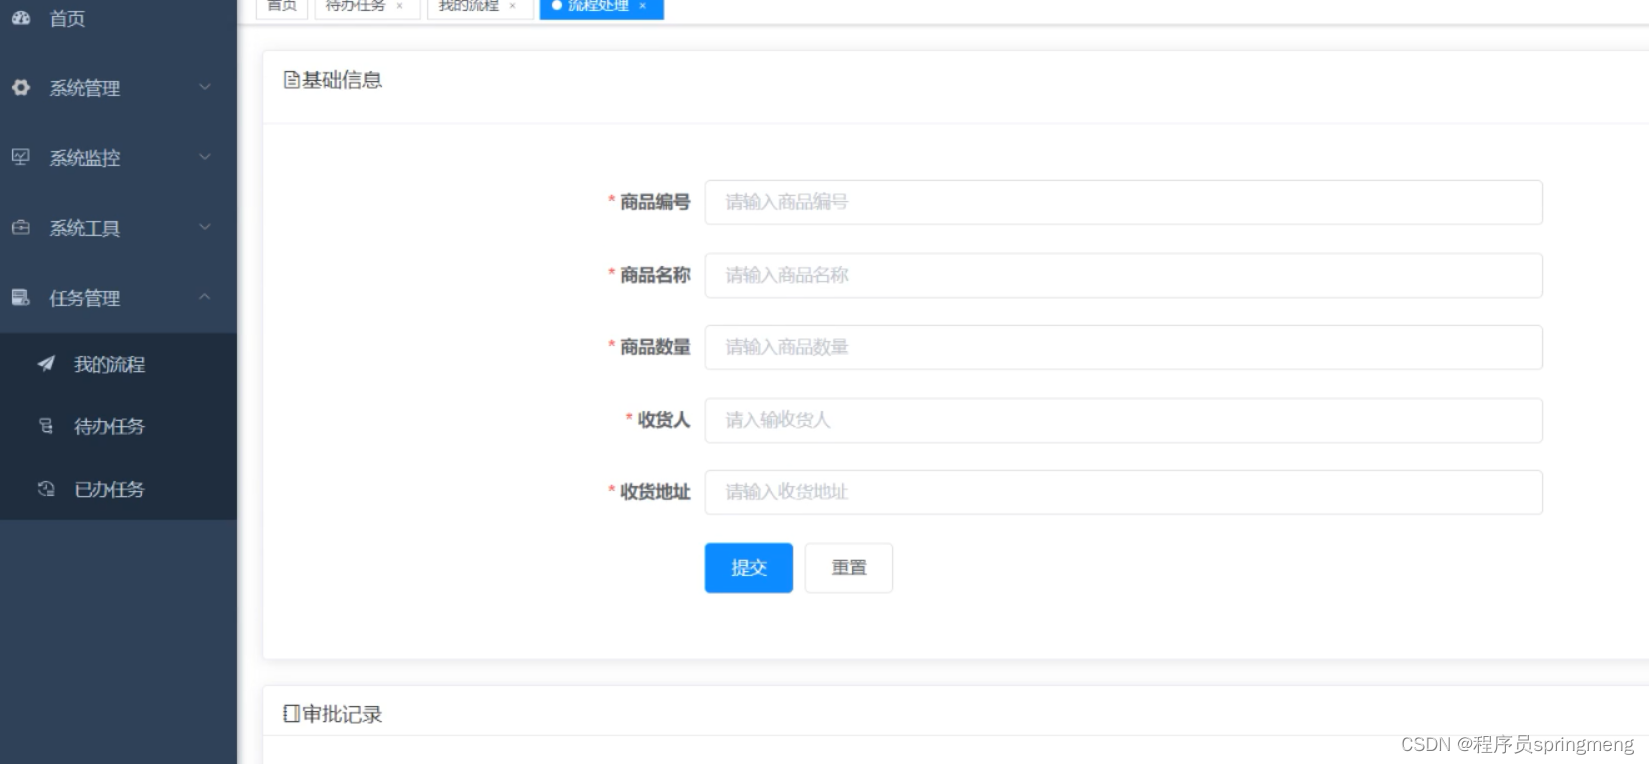 首页
系统管理
系统监控
系统工具
任务管理
我的流程
待办任务
已办任务
首页 待办任务 × 我的流程 × 流程处理 ×
基础信息
* 商品编号 请输入商品编号
* 商品名称 请输入商品名称
* 商品数量 请输入商品数量
* 收货人 请入输收货人
* 收货地址 请输入收货地址
提交 重置
审批记录
CSDN @程序员springmeng